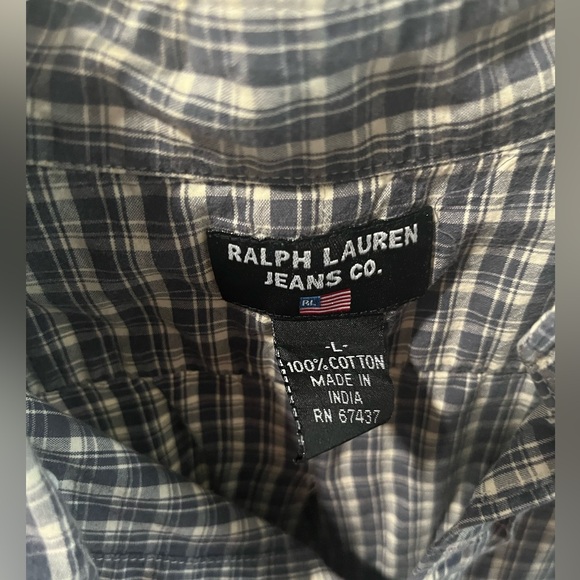 RALPH LAUREN
JEANS CO.
RL
-L-
100% COTTON
MADE IN
INDIA
RN 67437